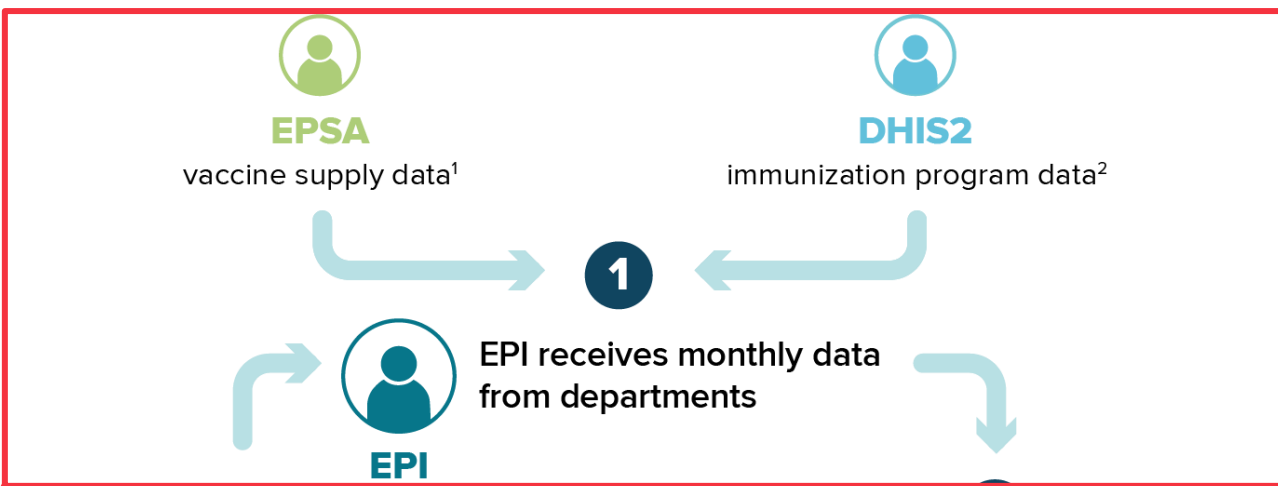 EPSA
vaccine supply data¹
DHIS2
immunization program data²
1
EPI receives monthly data
from departments
EPI